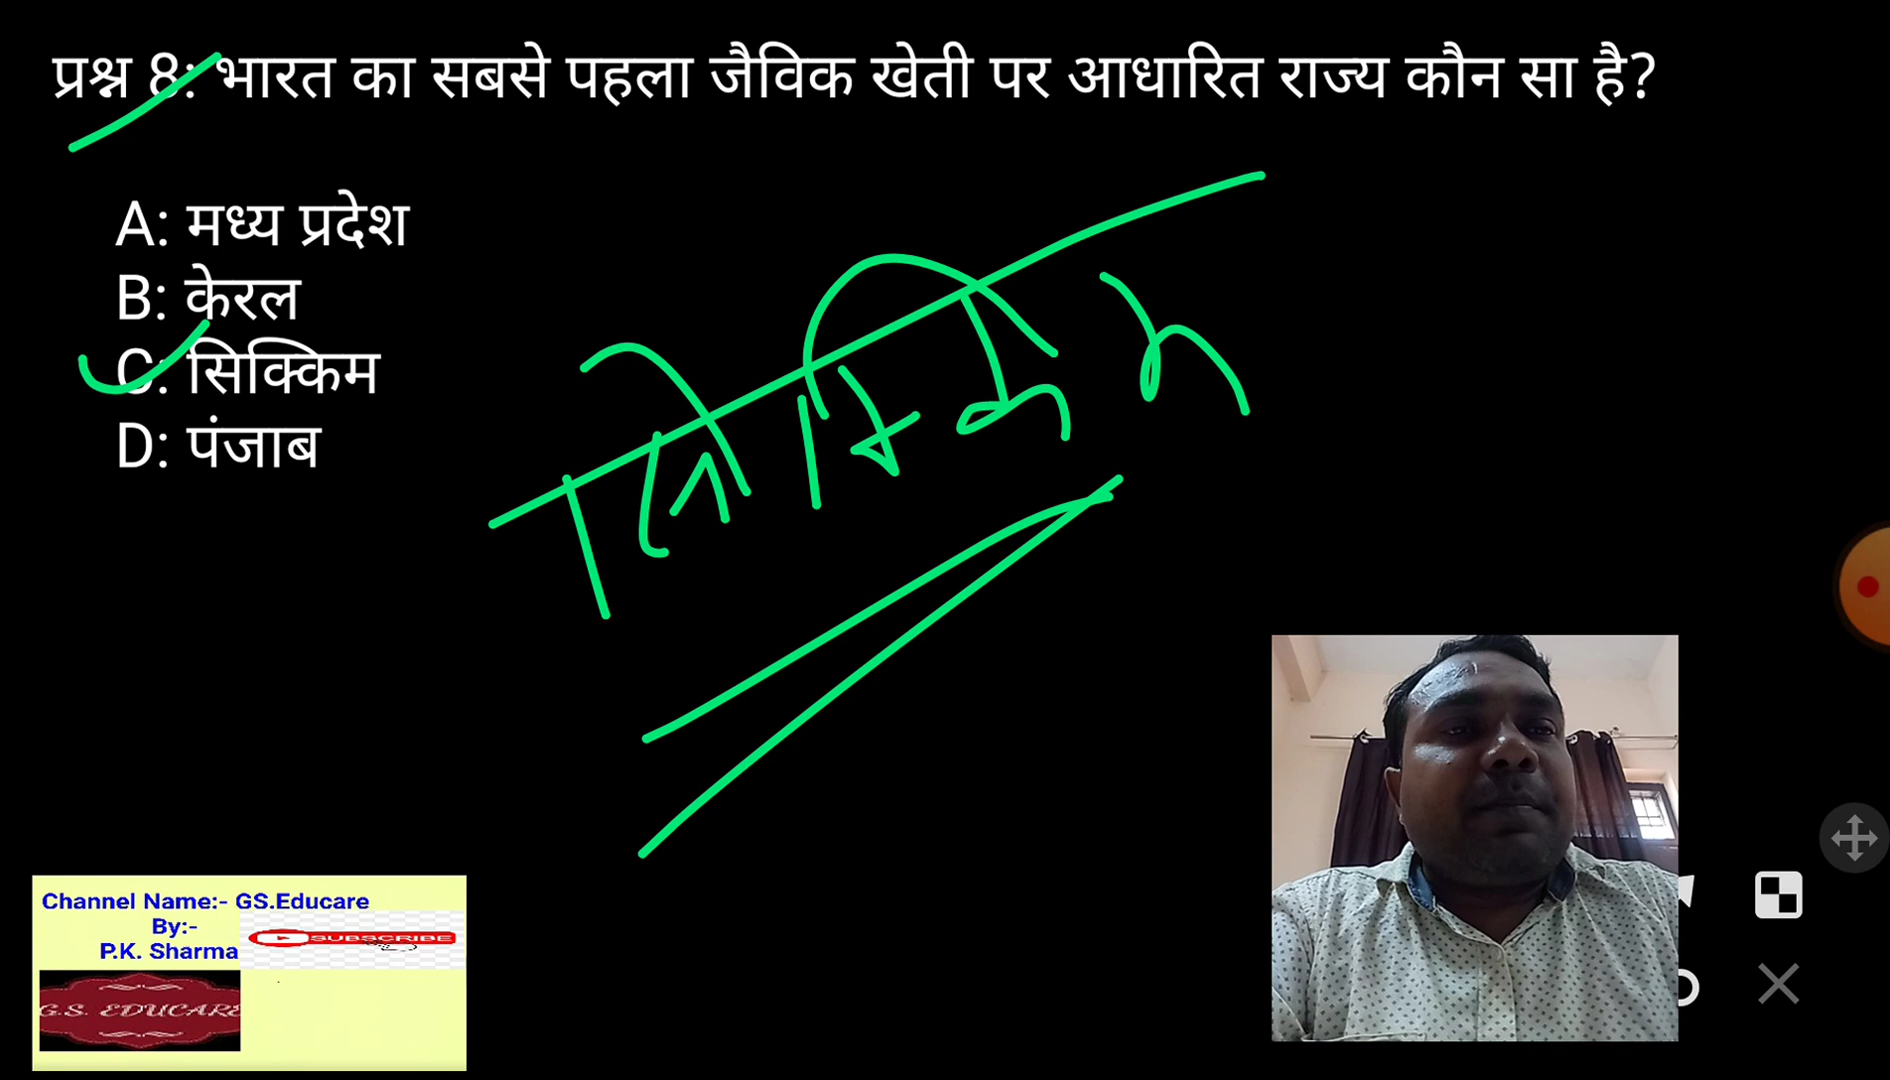 प्रश्न 8: भारत का सबसे पहला जैविक खेती पर आधारित राज्य कौन सा है?
A: मध्य प्रदेश
B: केरल
C: सिक्किम
D: पंजाब
सिक्किम
Channel Name:- GS.Educare
By:-
P.K. Sharma
SUBSCRIBE
G.S. EDUCARE